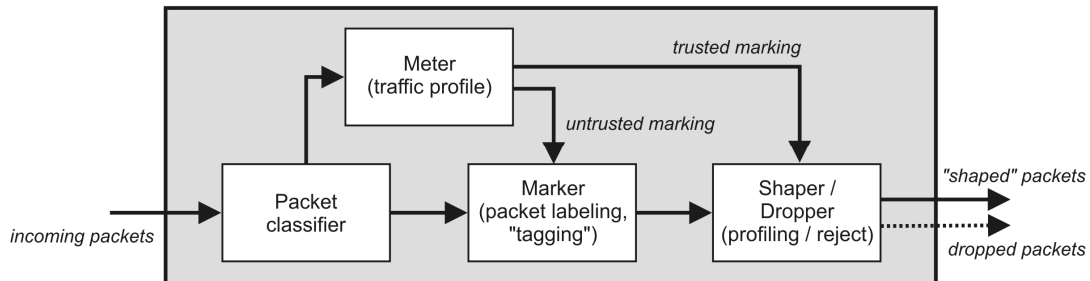 Meter
(traffic profile)
trusted marking
untrusted marking
incoming packets
Packet
classifier
Marker
(packet labeling,
"tagging")
Shaper /
Dropper
(profiling / reject)
"shaped" packets
dropped packets